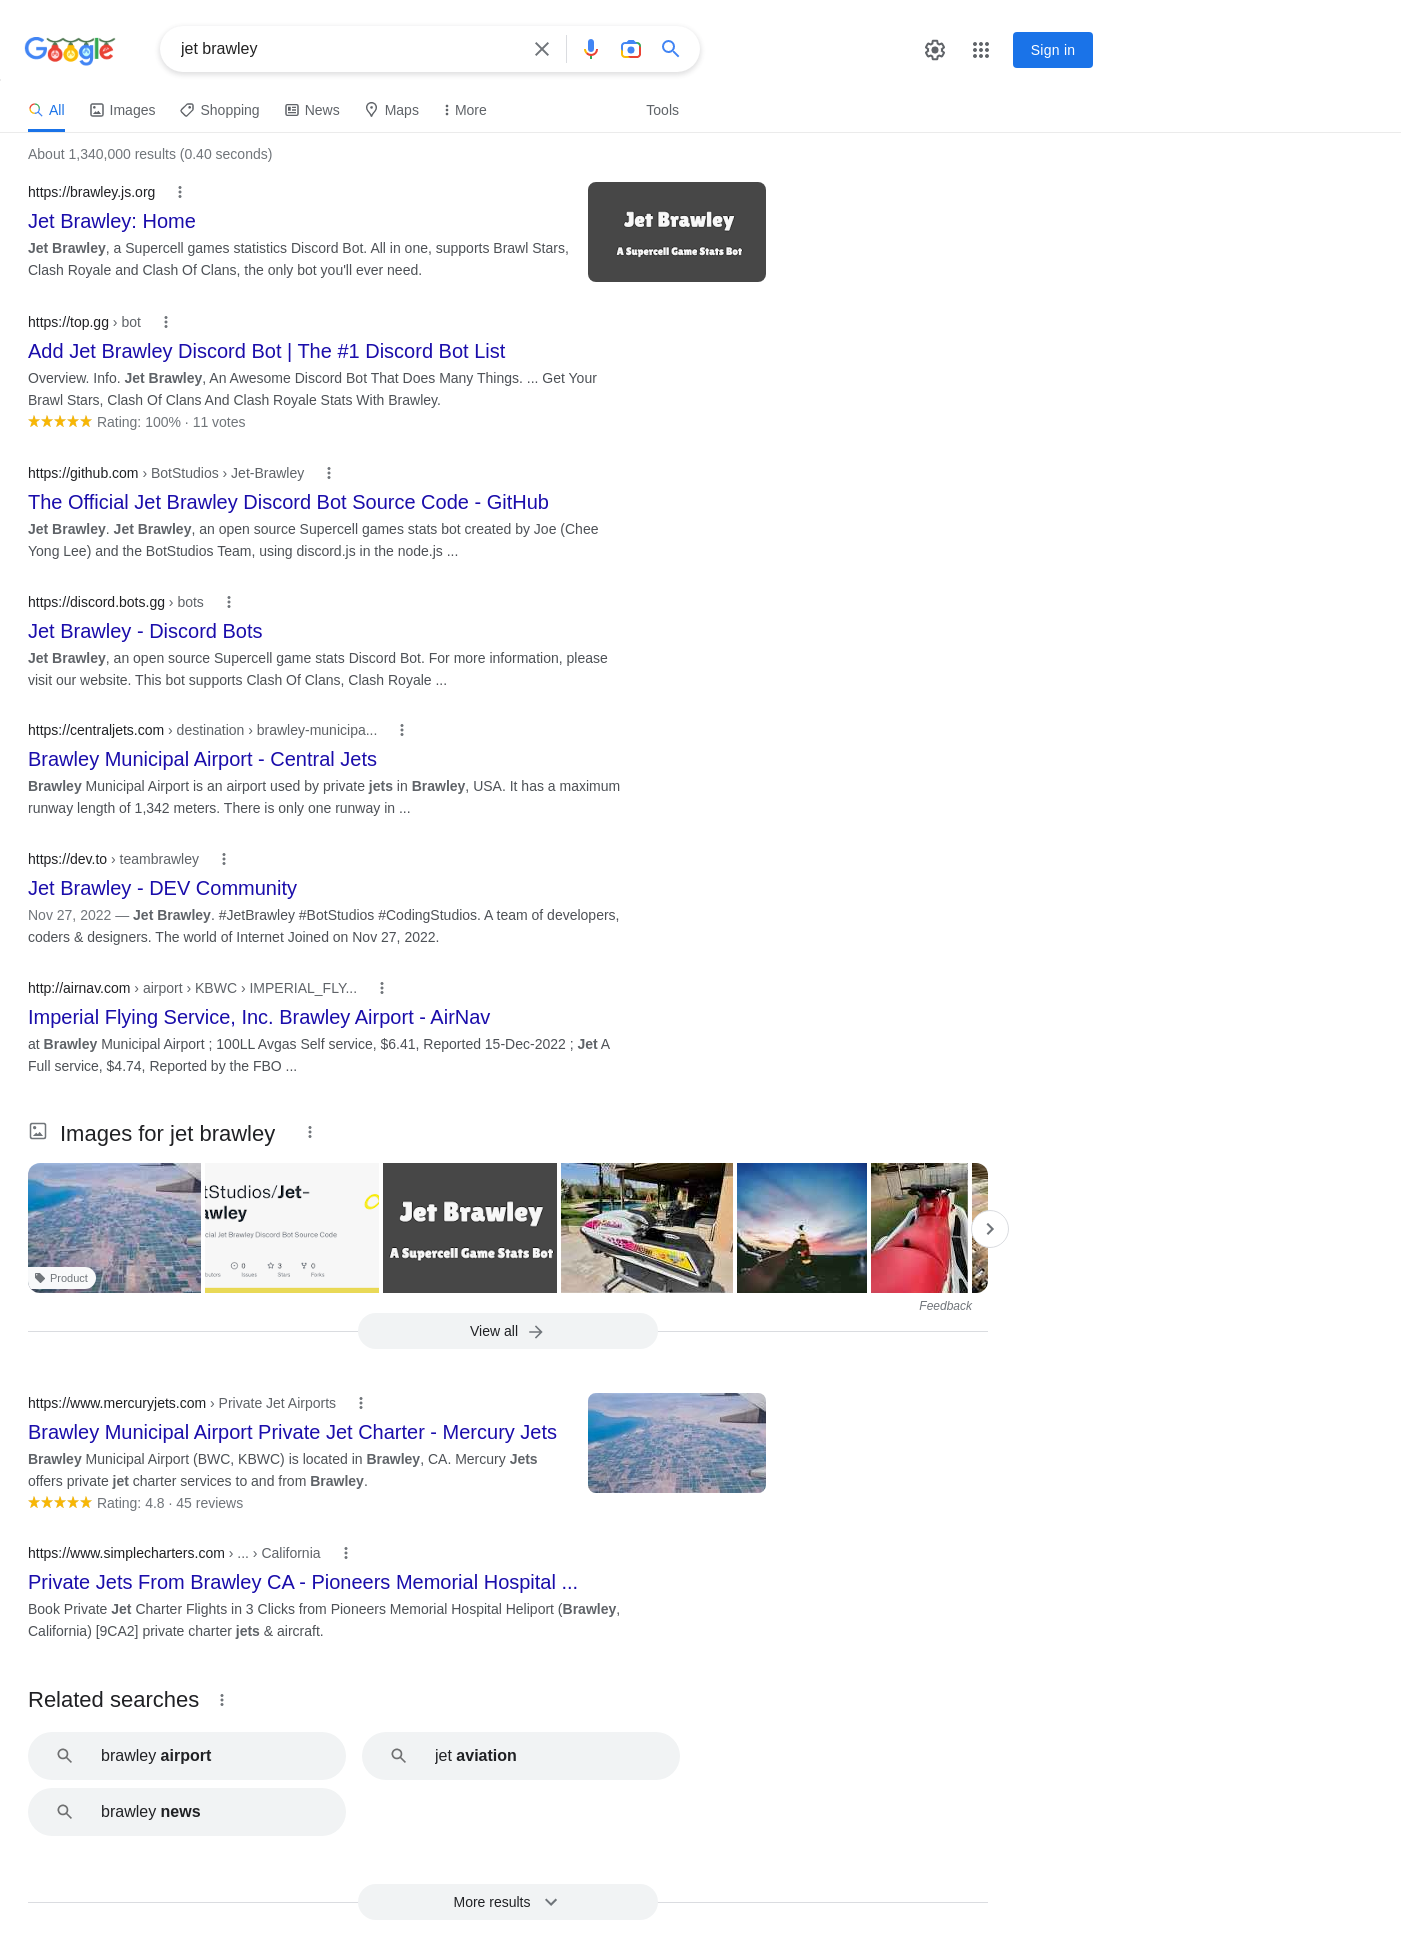 Google
jet brawley
Sign in
All
Images
Shopping
News
Maps
More
Tools
About 1,340,000 results (0.40 seconds)
https://brawley.js.org
Jet Brawley: Home
Jet Brawley, a Supercell games statistics Discord Bot. All in one, supports Brawl Stars,
Clash Royale and Clash Of Clans, the only bot you'll ever need.
Jet Brawley
A Supercell Game Stats Bot
https://top.gg › bot
Add Jet Brawley Discord Bot | The #1 Discord Bot List
Overview. Info. Jet Brawley, An Awesome Discord Bot That Does Many Things. ... Get Your
Brawl Stars, Clash Of Clans And Clash Royale Stats With Brawley.
Rating: 100% · 11 votes
https://github.com › BotStudios › Jet-Brawley
The Official Jet Brawley Discord Bot Source Code - GitHub
Jet Brawley. Jet Brawley, an open source Supercell games stats bot created by Joe (Chee
Yong Lee) and the BotStudios Team, using discord.js in the node.js ...
https://discord.bots.gg › bots
Jet Brawley - Discord Bots
Jet Brawley, an open source Supercell game stats Discord Bot. For more information, please
visit our website. This bot supports Clash Of Clans, Clash Royale ...
https://centraljets.com › destination › brawley-municipa...
Brawley Municipal Airport - Central Jets
Brawley Municipal Airport is an airport used by private jets in Brawley, USA. It has a maximum
runway length of 1,342 meters. There is only one runway in ...
https://dev.to › teambrawley
Jet Brawley - DEV Community
Nov 27, 2022 — Jet Brawley. #JetBrawley #BotStudios #CodingStudios. A team of developers,
coders & designers. The world of Internet Joined on Nov 27, 2022.
http://airnav.com › airport › KBWC › IMPERIAL_FLY...
Imperial Flying Service, Inc. Brawley Airport - AirNav
at Brawley Municipal Airport ; 100LL Avgas Self service, $6.41, Reported 15-Dec-2022 ; Jet A
Full service, $4.74, Reported by the FBO ...
Images for jet brawley
Product
tStudios/Jet-
awley
cial Jet Brawley Discord Bot Source Code
0 3 0
butors Issues Stars Forks
Jet Brawley
A Supercell Game Stats Bot
Feedback
View all
https://www.mercuryjets.com › Private Jet Airports
Brawley Municipal Airport Private Jet Charter - Mercury Jets
Brawley Municipal Airport (BWC, KBWC) is located in Brawley, CA. Mercury Jets
offers private jet charter services to and from Brawley.
Rating: 4.8 · 45 reviews
https://www.simplecharters.com › ... › California
Private Jets From Brawley CA - Pioneers Memorial Hospital ...
Book Private Jet Charter Flights in 3 Clicks from Pioneers Memorial Hospital Heliport (Brawley,
California) [9CA2] private charter jets & aircraft.
Related searches
brawley airport
jet aviation
brawley news
More results